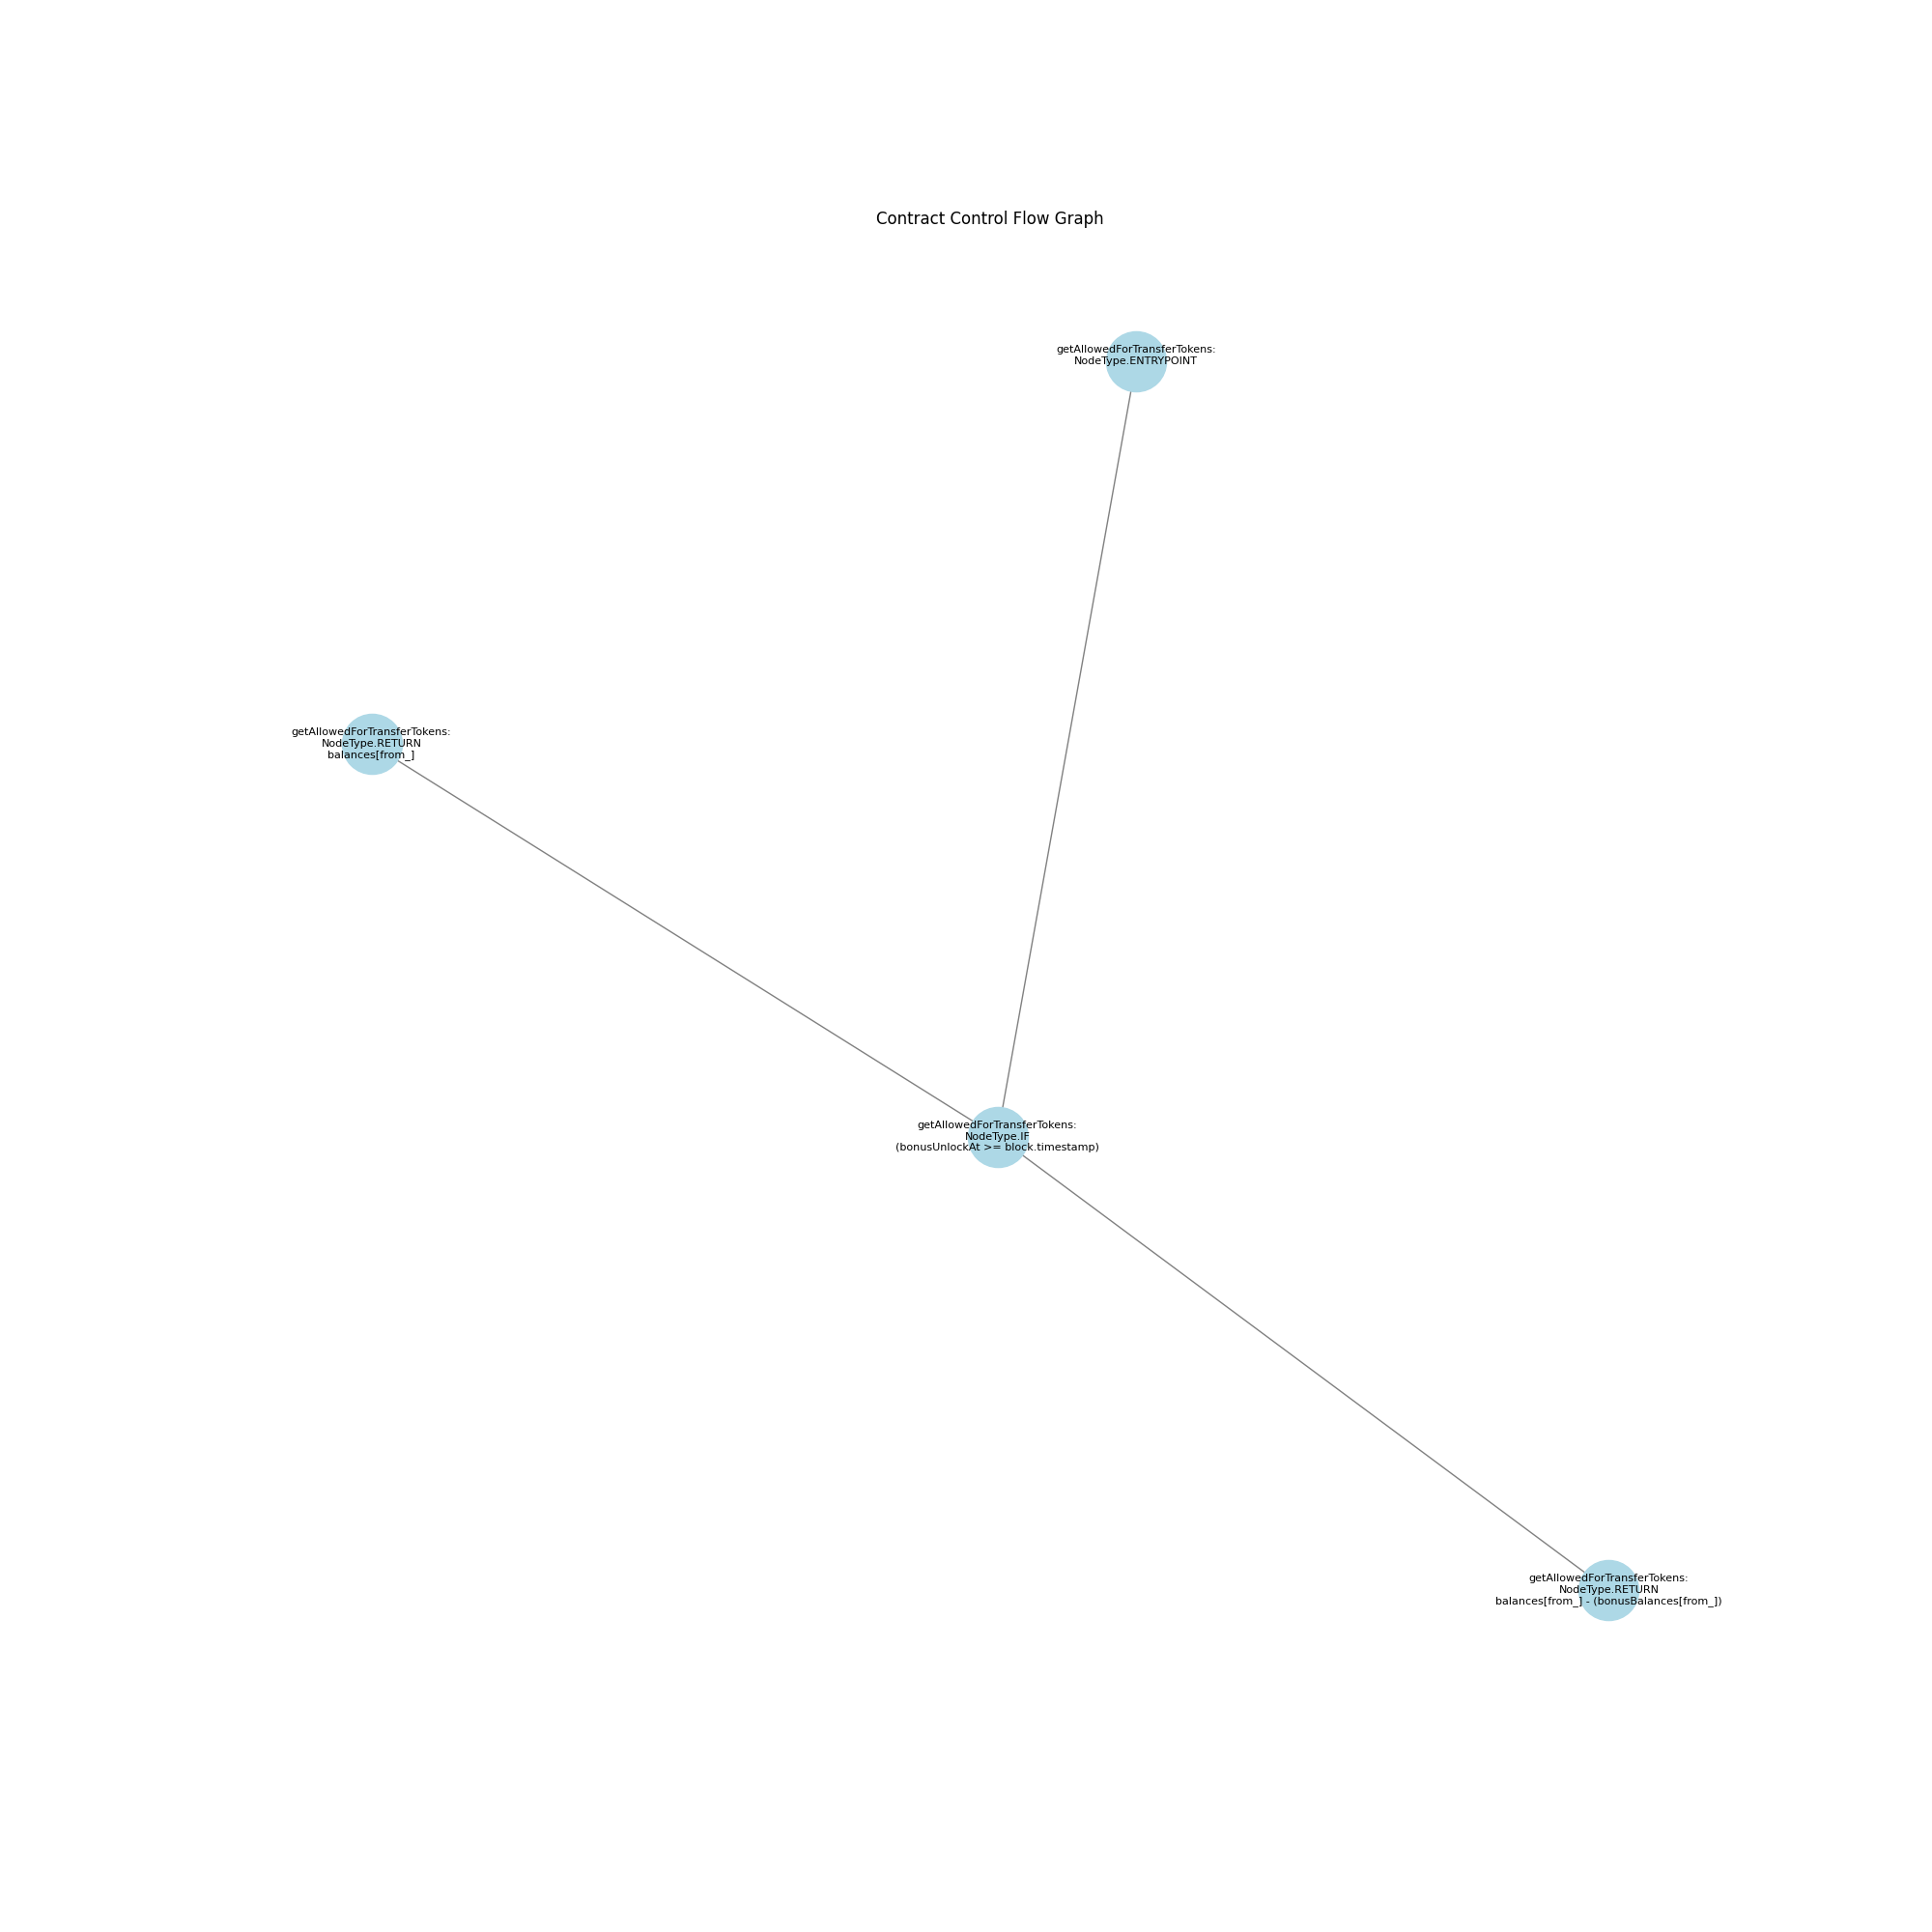 Contract Control Flow Graph
getAllowedForTransferTokens:
NodeType.ENTRYPOINT
getAllowedForTransferTokens:
NodeType.RETURN
balances[from_]
getAllowedForTransferTokens:
NodeType.IF
(bonusUnlockAt >= block.timestamp)
getAllowedForTransferTokens:
NodeType.RETURN
balances[from_] - (bonusBalances[from_])